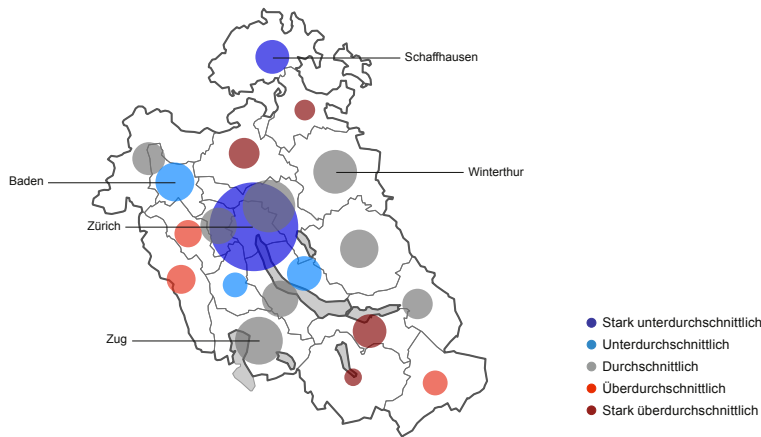 Schaffhausen
Winterthur
Baden
Zürich
Zug
Stark unterdurchschnittlich
Unterdurchschnittlich
Durchschnittlich
Überdurchschnittlich
Stark überdurchschnittlich